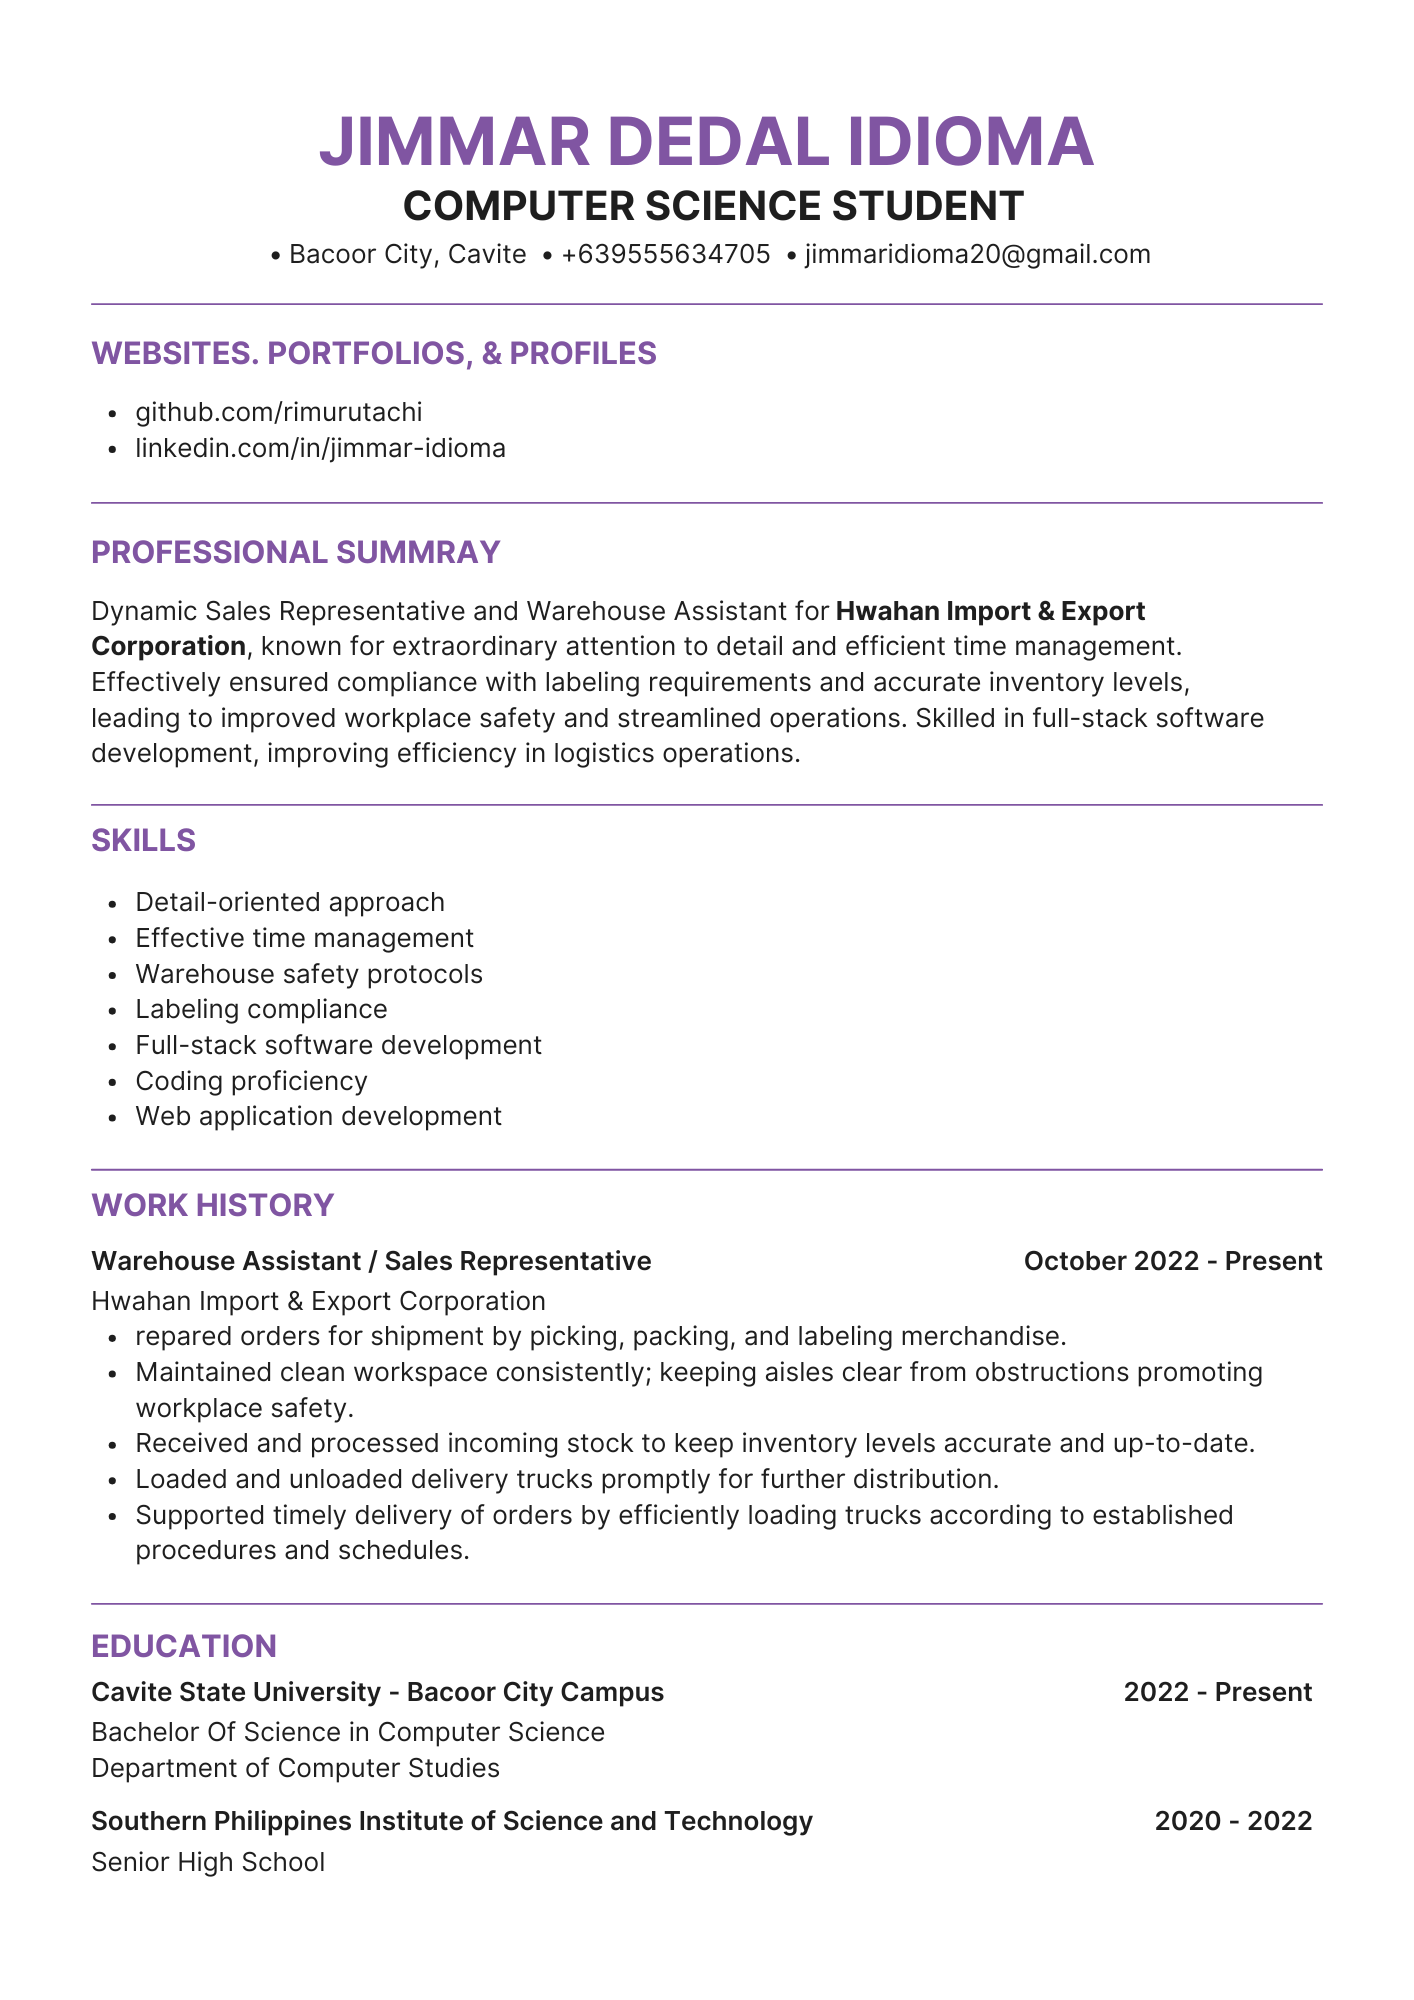 JIMMAR DEDAL IDIOMA
COMPUTER SCIENCE STUDENT
• Bacoor City, Cavite • +639555634705 • jimmaridioma20@gmail.com
WEBSITES. PORTFOLIOS, & PROFILES
• github.com/rimurutachi
• linkedin.com/in/jimmar-idioma
PROFESSIONAL SUMMRAY
Dynamic Sales Representative and Warehouse Assistant for Hwahan Import & Export
Corporation, known for extraordinary attention to detail and efficient time management.
Effectively ensured compliance with labeling requirements and accurate inventory levels,
leading to improved workplace safety and streamlined operations. Skilled in full-stack software
development, improving efficiency in logistics operations.
SKILLS
• Detail-oriented approach
• Effective time management
• Warehouse safety protocols
• Labeling compliance
• Full-stack software development
• Coding proficiency
• Web application development
WORK HISTORY
Warehouse Assistant / Sales Representative October 2022 - Present
Hwahan Import & Export Corporation
• repared orders for shipment by picking, packing, and labeling merchandise.
• Maintained clean workspace consistently; keeping aisles clear from obstructions promoting
workplace safety.
• Received and processed incoming stock to keep inventory levels accurate and up-to-date.
• Loaded and unloaded delivery trucks promptly for further distribution.
• Supported timely delivery of orders by efficiently loading trucks according to established
procedures and schedules.
EDUCATION
Cavite State University - Bacoor City Campus 2022 - Present
Bachelor Of Science in Computer Science
Department of Computer Studies
Southern Philippines Institute of Science and Technology 2020 - 2022
Senior High School